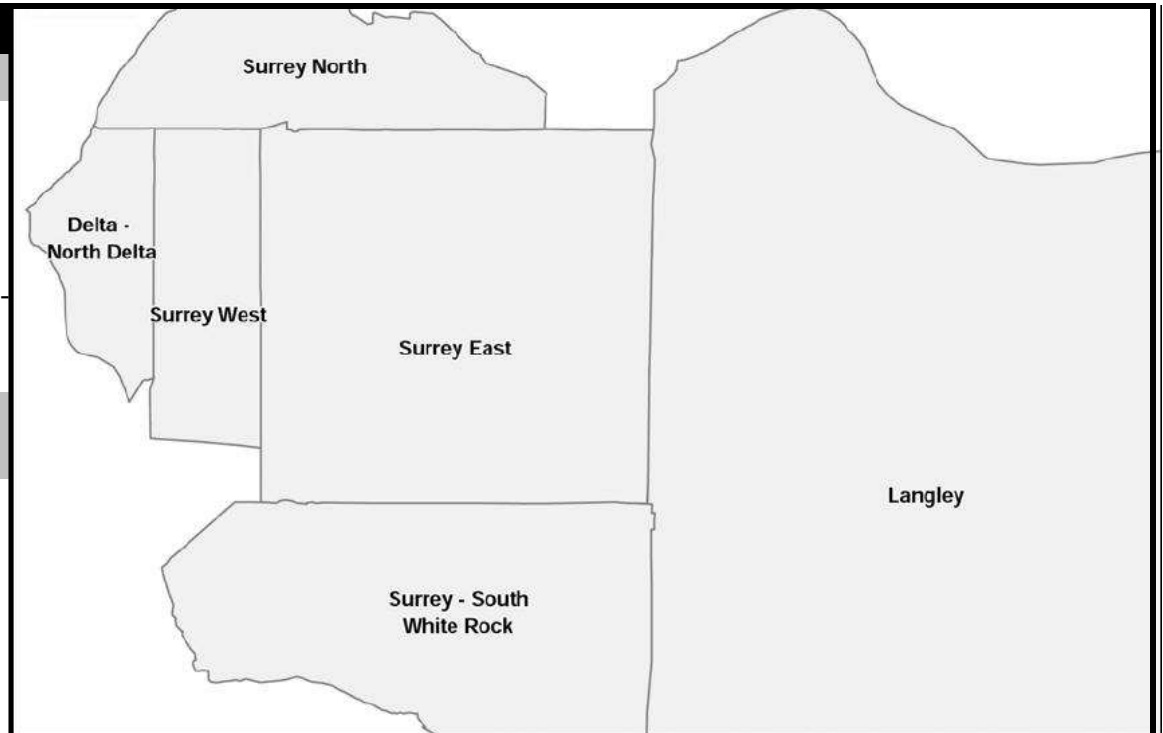 Surrey North
Delta -
North Delta
Surrey West
Surrey East
Langley
Surrey - South
White Rock